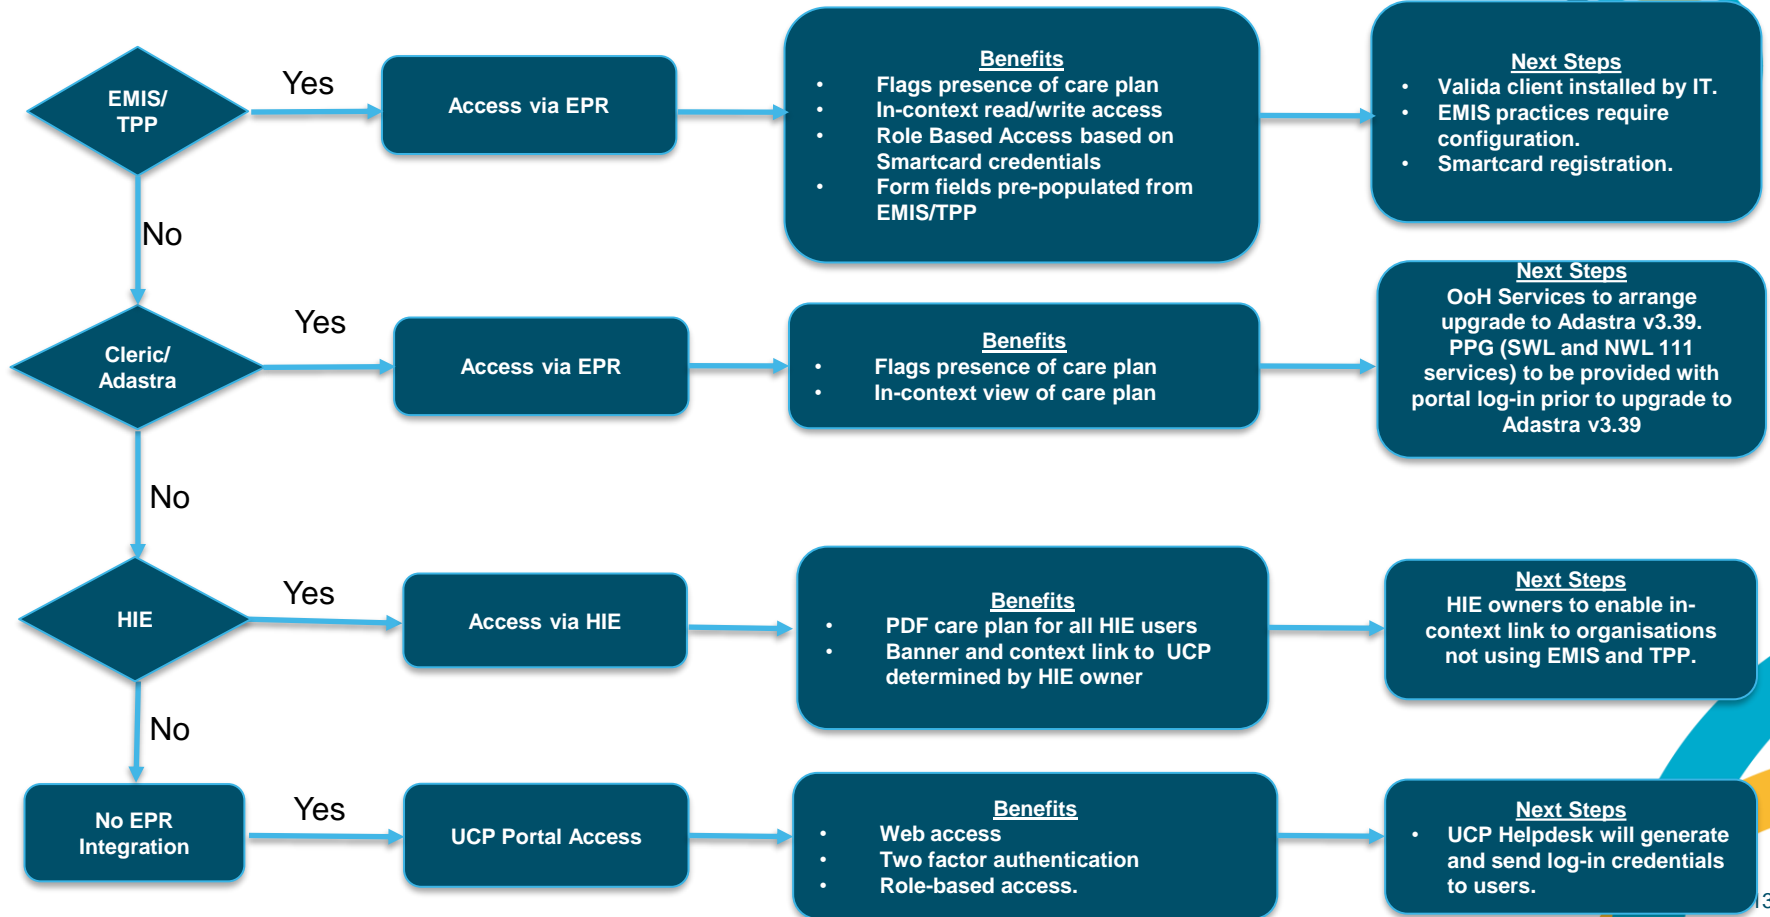 EMIS/
TPP
Yes
Access via EPR
Benefits
• Flags presence of care plan
• In-context read/write access
• Role Based Access based on
Smartcard credentials
• Form fields pre-populated from
EMIS/TPP
Next Steps
• Valida client installed by IT.
• EMIS practices require
configuration.
• Smartcard registration.
No
Cleric/
Adastra
Yes
Access via EPR
Benefits
• Flags presence of care plan
• In-context view of care plan
Next Steps
OoH Services to arrange
upgrade to Adastra v3.39.
PPG (SWL and NWL 111
services) to be provided with
portal log-in prior to upgrade to
Adastra v3.39
No
HIE
Yes
Access via HIE
Benefits
• PDF care plan for all HIE users
• Banner and context link to UCP
determined by HIE owner
Next Steps
HIE owners to enable in-
context link to organisations
not using EMIS and TPP.
No
No EPR
Integration
Yes
UCP Portal Access
Benefits
• Web access
• Two factor authentication
• Role-based access.
Next Steps
• UCP Helpdesk will generate
and send log-in credentials
to users.
13